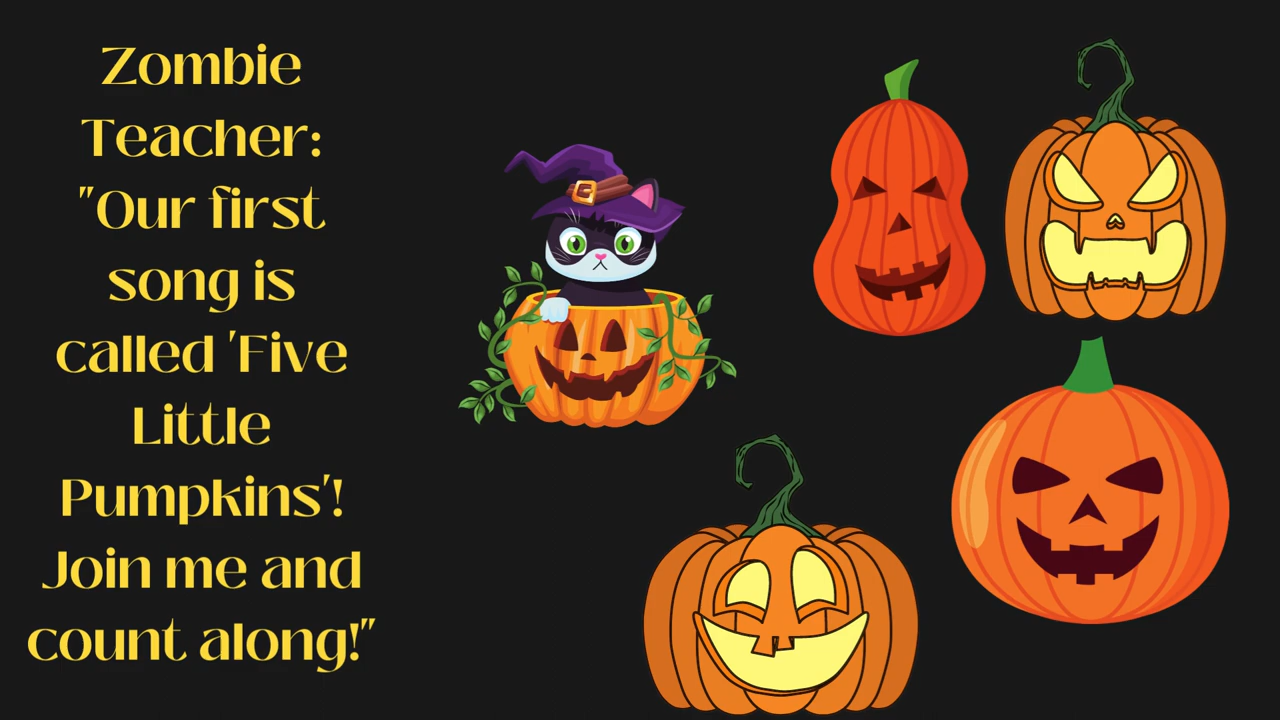 Zombie
Teacher:
"Our first
song is
called 'Five
Little
Pumpkins'!
Join me and
count along!"